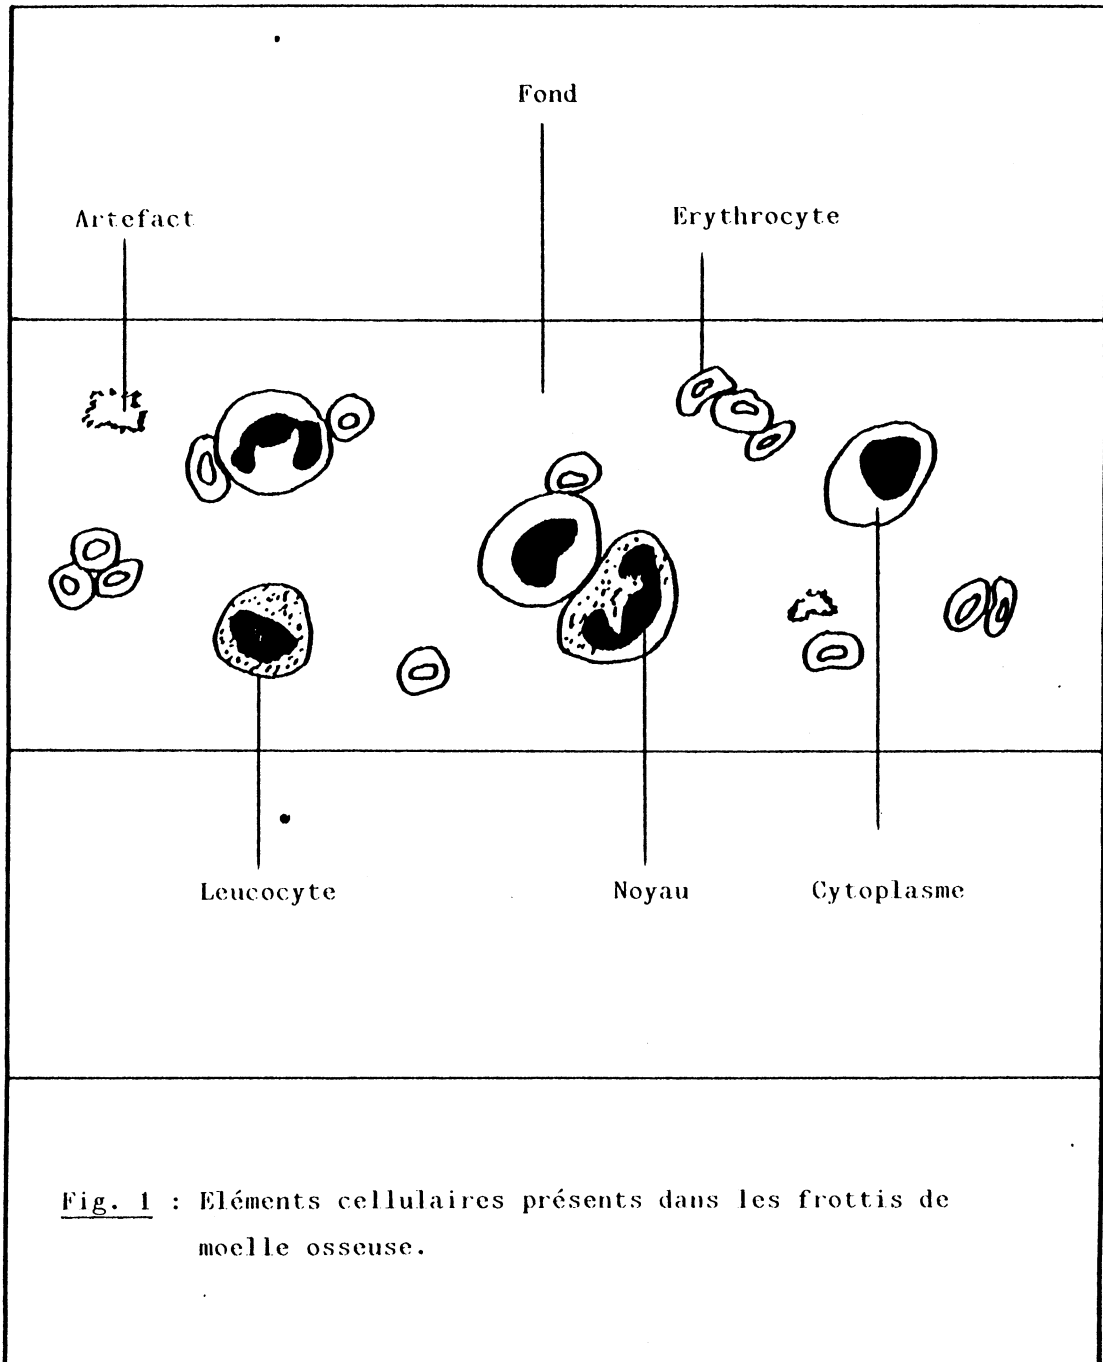 Fond
Artefact
Erythrocyte
Leucocyte
Noyau
Cytoplasme
Fig. 1 : Eléments cellulaires présents dans les frottis de
moelle osseuse.